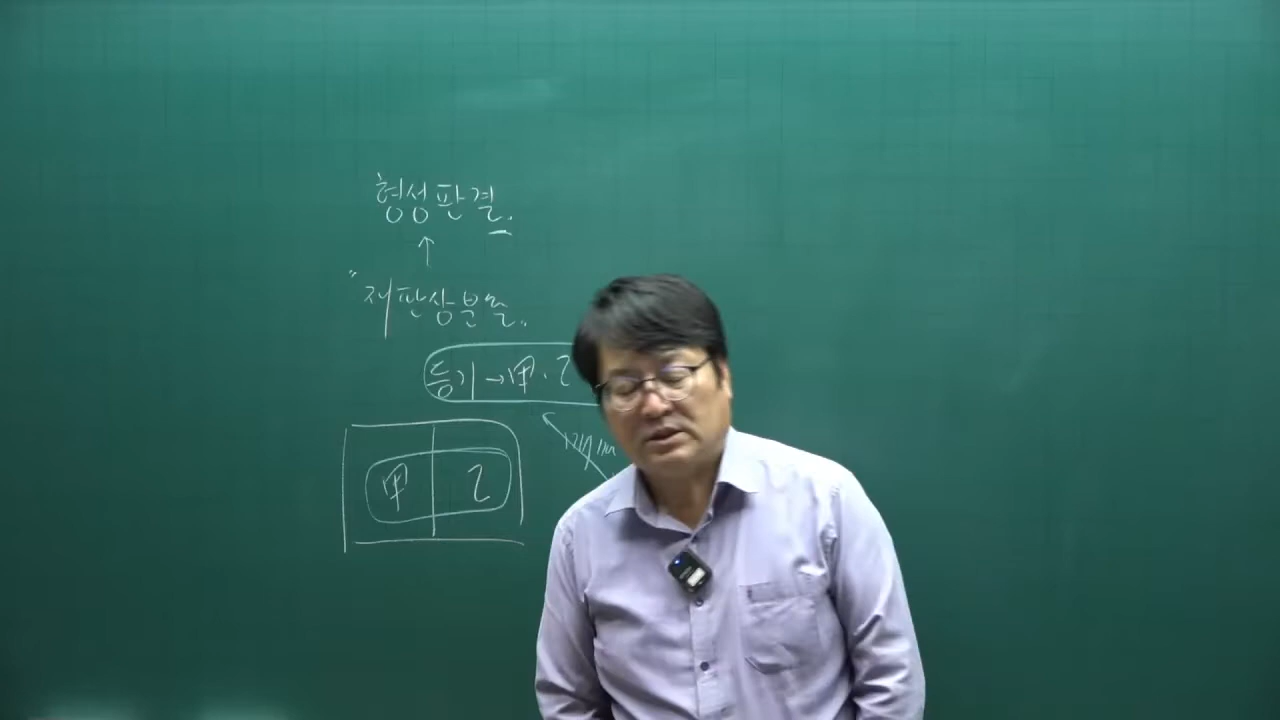 형성판결.
↑
"재판상분할.
등기→甲·乙
甲 乙